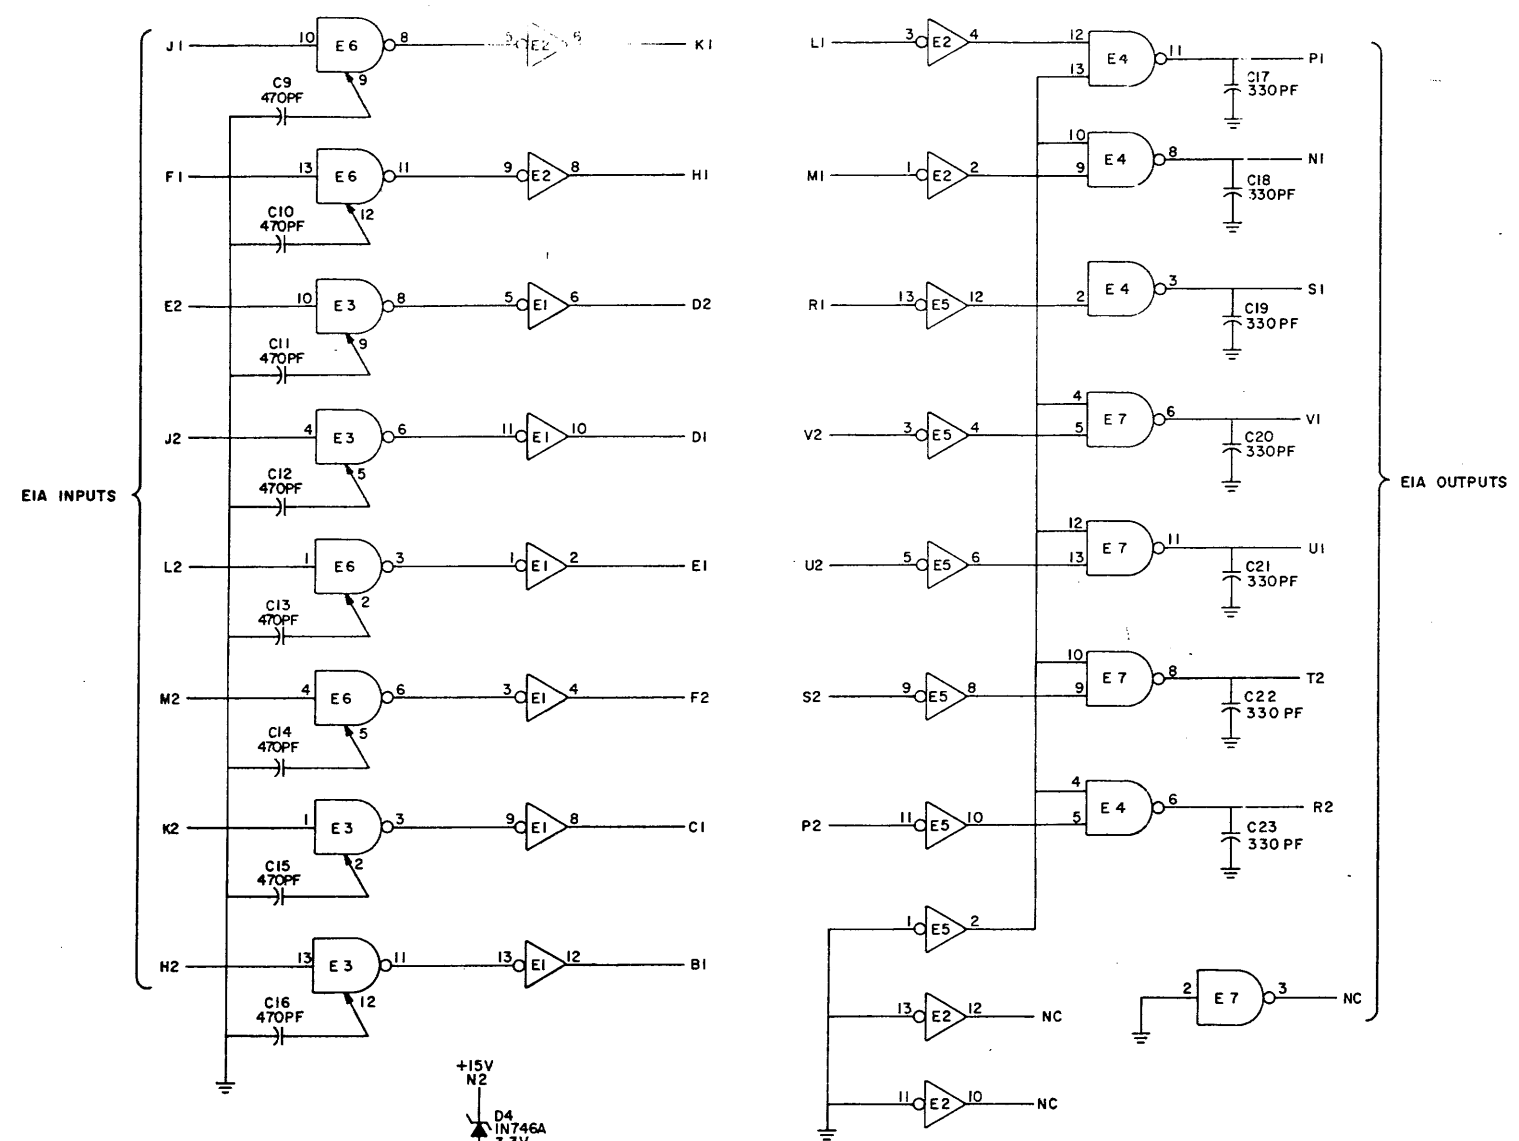 EIA INPUTS
J1 10 E6 8 5 E2 6 K1
9
C9
470PF
F1 13 E6 11 9 E2 8 H1
12
C10
470PF
E2 10 E3 8 5 E1 6 D2
9
C11
470PF
J2 4 E3 6 11 E1 10 D1
5
C12
470PF
L2 1 E6 3 1 E1 2 E1
2
C13
470PF
M2 4 E6 6 3 E1 4 F2
5
C14
470PF
K2 1 E3 3 9 E1 8 C1
2
C15
470PF
H2 13 E3 11 13 E1 12 B1
12
C16
470PF
+15V
N2
D4
IN746A
3.3V
L1 3 E2 4 12 E4 11 P1
13
C17
330PF
M1 1 E2 2 10 E4 8 N1
9
C18
330PF
R1 13 E5 12 2 E4 3 S1
C19
330PF
V2 3 E5 4 4 E7 6 V1
5
C20
330PF
U2 5 E5 6 12 E7 11 U1
13
C21
330PF
S2 9 E5 8 10 E7 8 T2
9
C22
330PF
P2 11 E5 10 4 E4 6 R2
5
C23
330PF
1 E5 2
13 E2 12 NC
11 E2 10 NC
2 E7 3 NC
EIA OUTPUTS